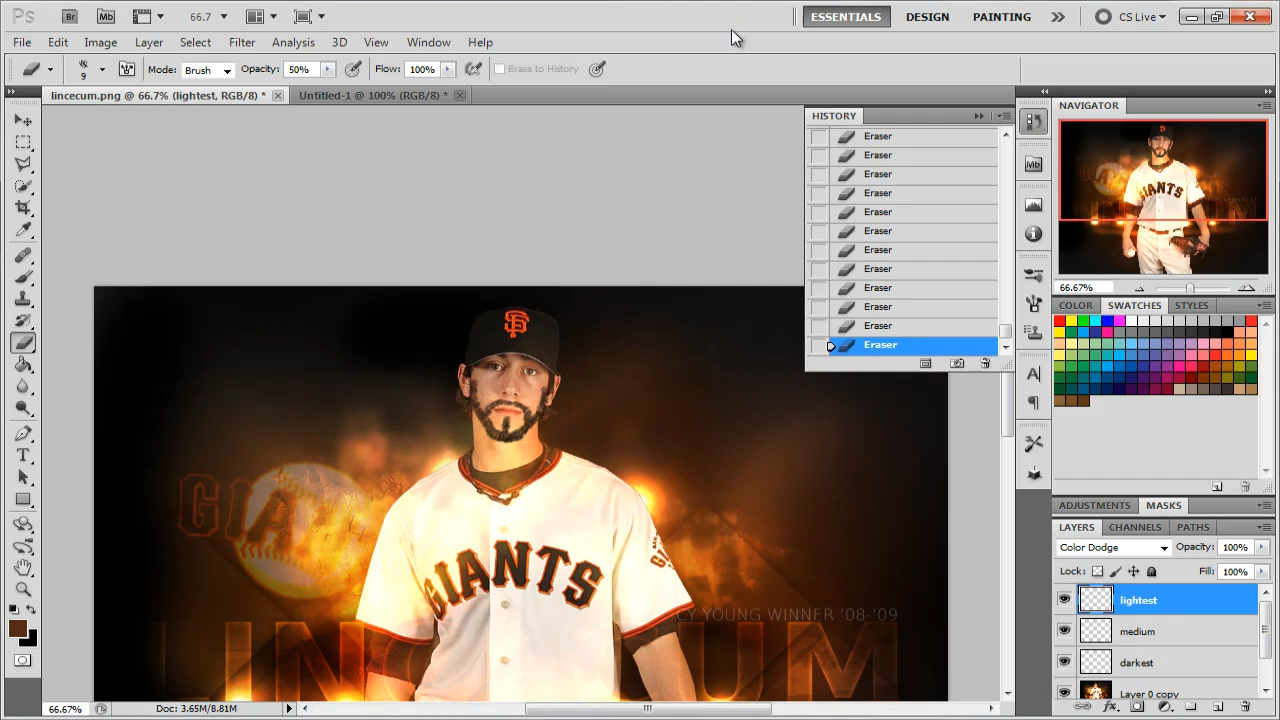 Ps Br Mb 66.7 ESSENTIALS DESIGN PAINTING CS Live
File Edit Image Layer Select Filter Analysis 3D View Window Help
9 Mode: Brush Opacity: 50% Flow: 100% Erase to History
lincecum.png @ 66.7% (lightest, RGB/8) * Untitled-1 @ 100% (RGB/8) *
HISTORY
Eraser
Eraser
Eraser
Eraser
Eraser
Eraser
Eraser
Eraser
Eraser
Eraser
Eraser
Eraser
Mb
NAVIGATOR
GIANTS
66.67%
COLOR SWATCHES STYLES
SF
GIANTS
CY YOUNG WINNER '08-'09
ADJUSTMENTS MASKS
LAYERS CHANNELS PATHS
Color Dodge Opacity: 100%
Lock: Fill: 100%
lightest
medium
darkest
Layer 0 copy
66.67% Doc: 3.65M/8.81M